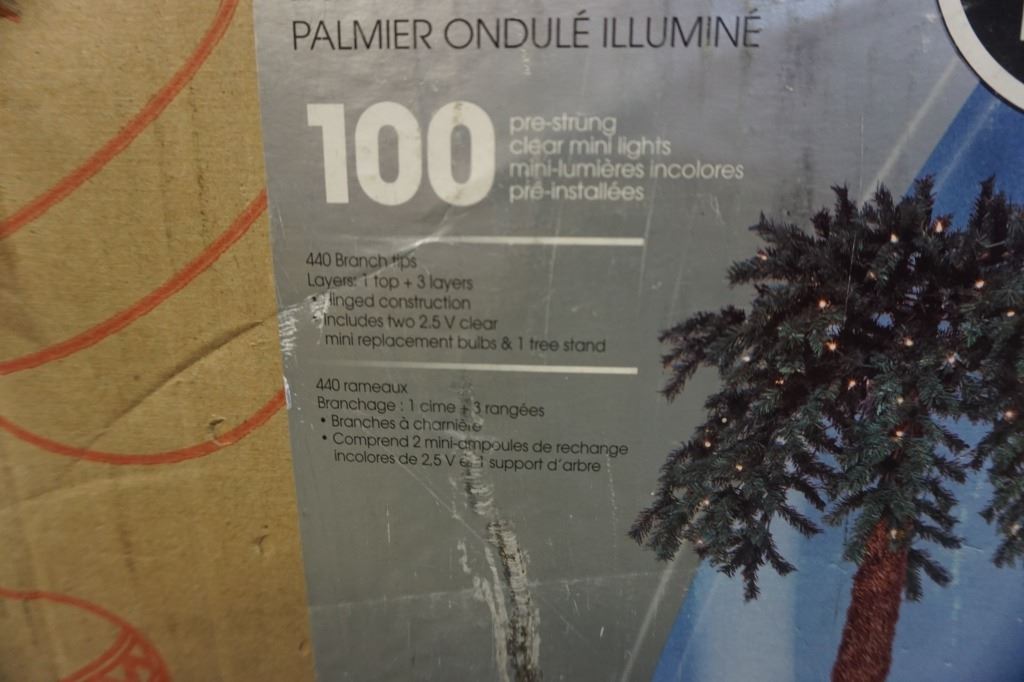 PALMIER ONDULÉ ILLUMINÉ
100
pre-strung
clear mini lights
mini-lumières incolores
pré-installées
440 Branch tips
Layers: 1 top + 3 layers
• Hinged construction
• Includes two 2.5 V clear
mini replacement bulbs & 1 tree stand
440 rameaux
Branchage : 1 cime + 3 rangées
• Branches à charnière
• Comprend 2 mini-ampoules de rechange
incolores de 2,5 V et 1 support d'arbre